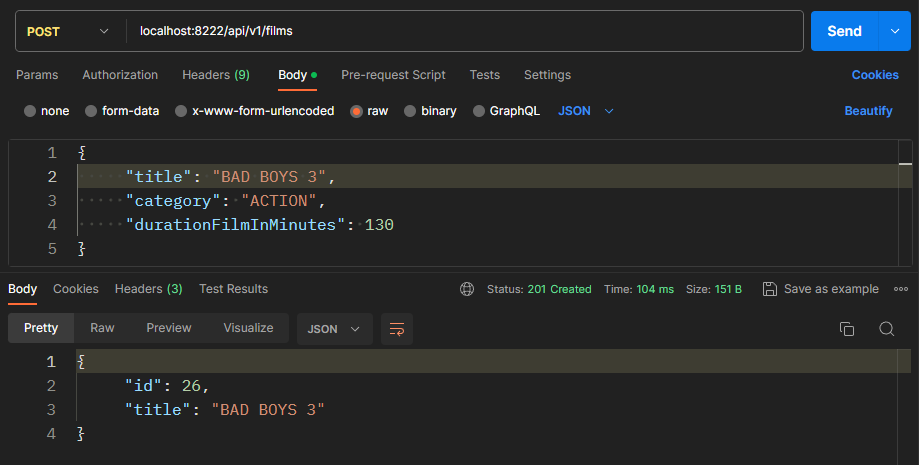 POST localhost:8222/api/v1/films Send
Params Authorization Headers (9) Body Pre-request Script Tests Settings Cookies
none form-data x-www-form-urlencoded raw binary GraphQL JSON Beautify
1 {
2 "title": "BAD BOYS 3",
3 "category": "ACTION",
4 "durationFilmInMinutes": 130
5 }
Body Cookies Headers (3) Test Results Status: 201 Created Time: 104 ms Size: 151 B Save as example
Pretty Raw Preview Visualize JSON
1 {
2 "id": 26,
3 "title": "BAD BOYS 3"
4 }